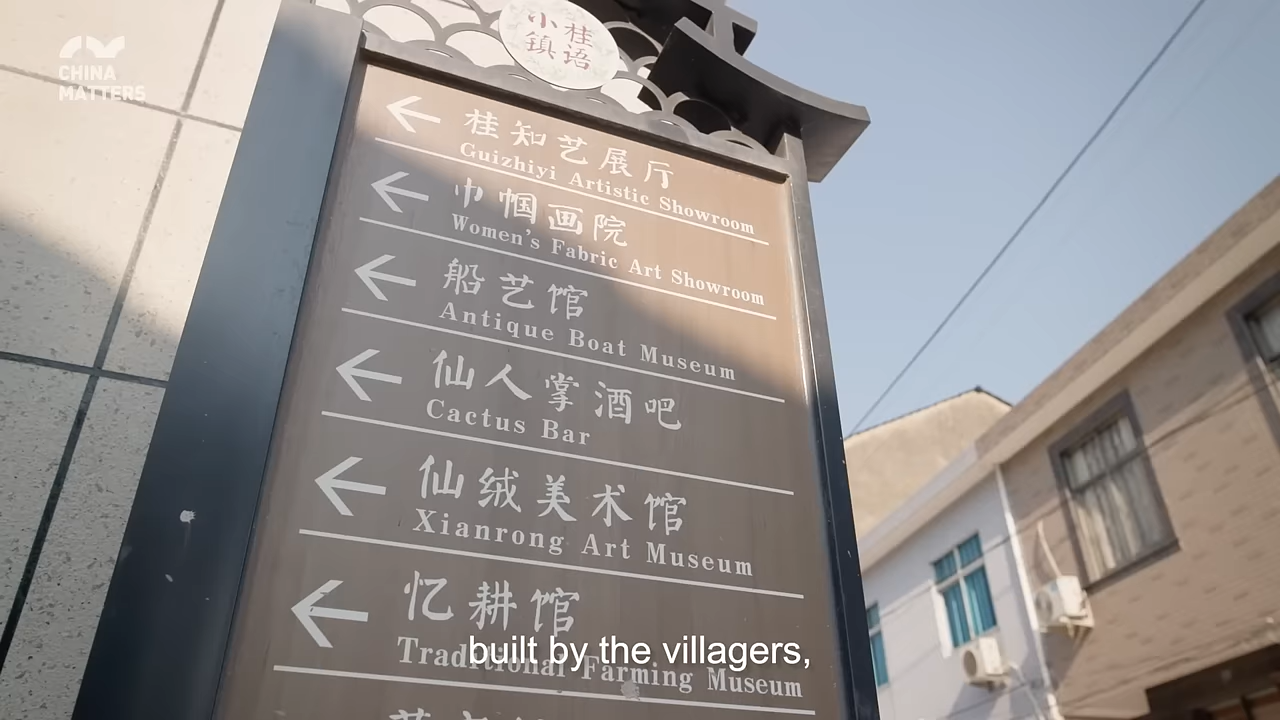 CHINA
MATTERS
小桂
镇语
桂知艺展厅
Guizhiyi Artistic Showroom
巾帼画院
Women's Fabric Art Showroom
船艺馆
Antique Boat Museum
仙人掌酒吧
Cactus Bar
仙绒美术馆
Xianrong Art Museum
忆耕馆
Traditional Farming Museum
built by the villagers,